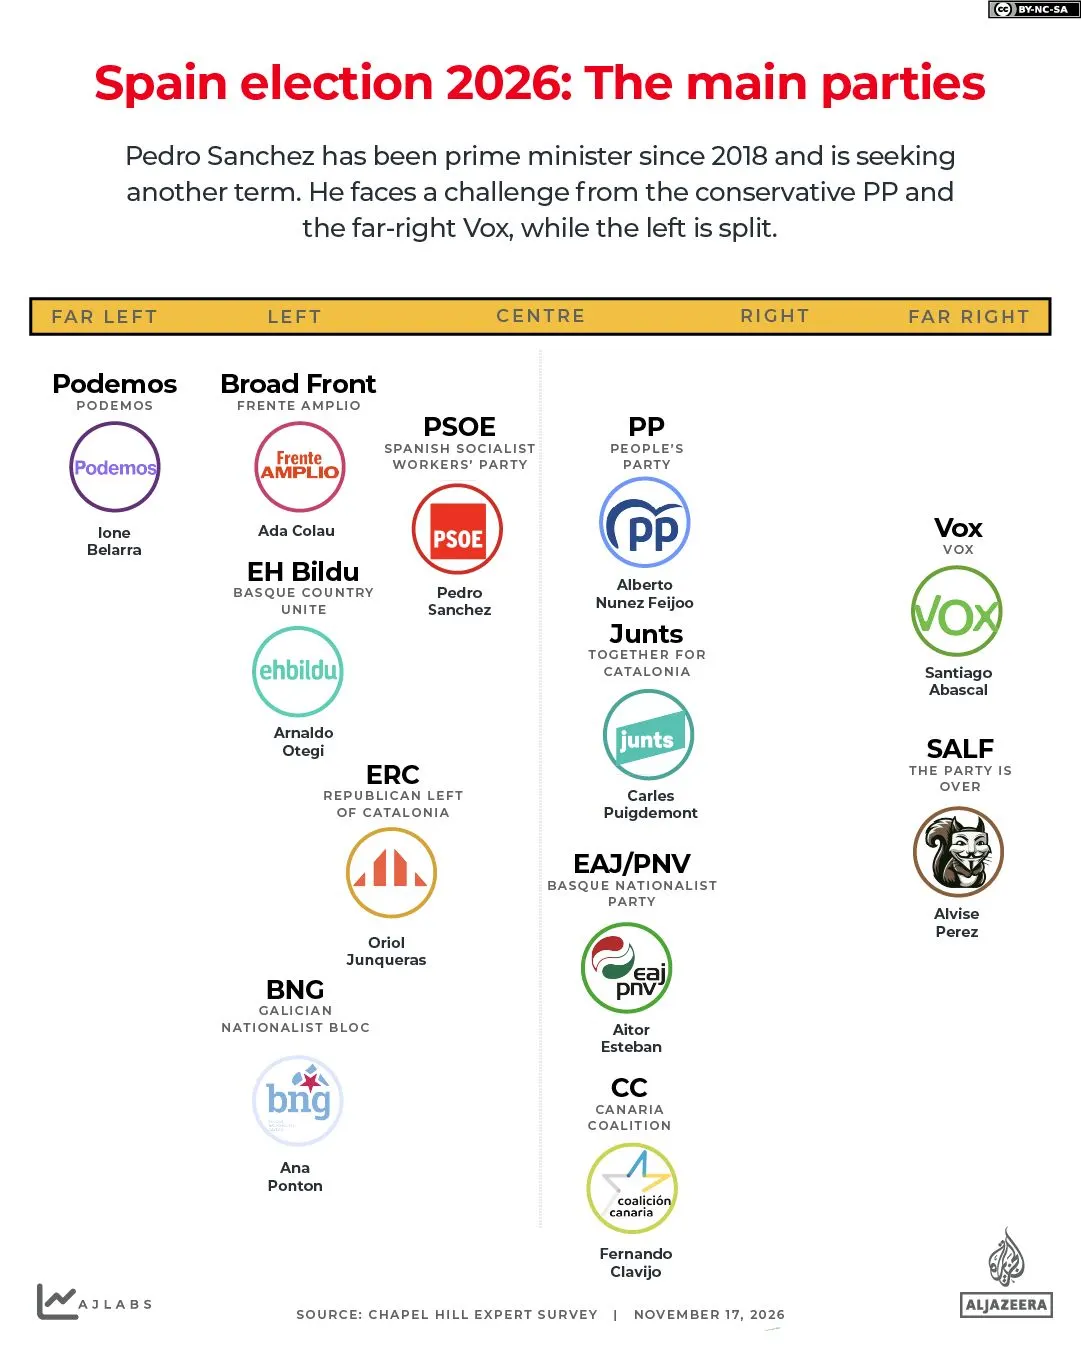 BY-NC-SA
Spain election 2026: The main parties
Pedro Sanchez has been prime minister since 2018 and is seeking
another term. He faces a challenge from the conservative PP and
the far-right Vox, while the left is split.
FAR LEFT
LEFT
CENTRE
RIGHT
FAR RIGHT
Podemos
PODEMOS
Podemos
Ione
Belarra
Broad Front
FRENTE AMPLIO
Frente
AMPLIO
Ada Colau
EH Bildu
BASQUE COUNTRY
UNITE
ehbildu
Arnaldo
Otegi
PSOE
SPANISH SOCIALIST
WORKERS' PARTY
PSOE
Pedro
Sanchez
ERC
REPUBLICAN LEFT
OF CATALONIA
Oriol
Junqueras
BNG
GALICIAN
NATIONALIST BLOC
bng
Ana
Ponton
PP
PEOPLE'S
PARTY
pp
Alberto
Nunez Feijoo
Junts
TOGETHER FOR
CATALONIA
junts
Carles
Puigdemont
EAJ/PNV
BASQUE NATIONALIST
PARTY
eaj
pnv
Aitor
Esteban
CC
CANARIA
COALITION
coalición
canaria
Fernando
Clavijo
Vox
VOX
VOX
Santiago
Abascal
SALF
THE PARTY IS
OVER
Alvise
Perez
AJLABS
SOURCE: CHAPEL HILL EXPERT SURVEY | NOVEMBER 17, 2026
ALJAZEERA